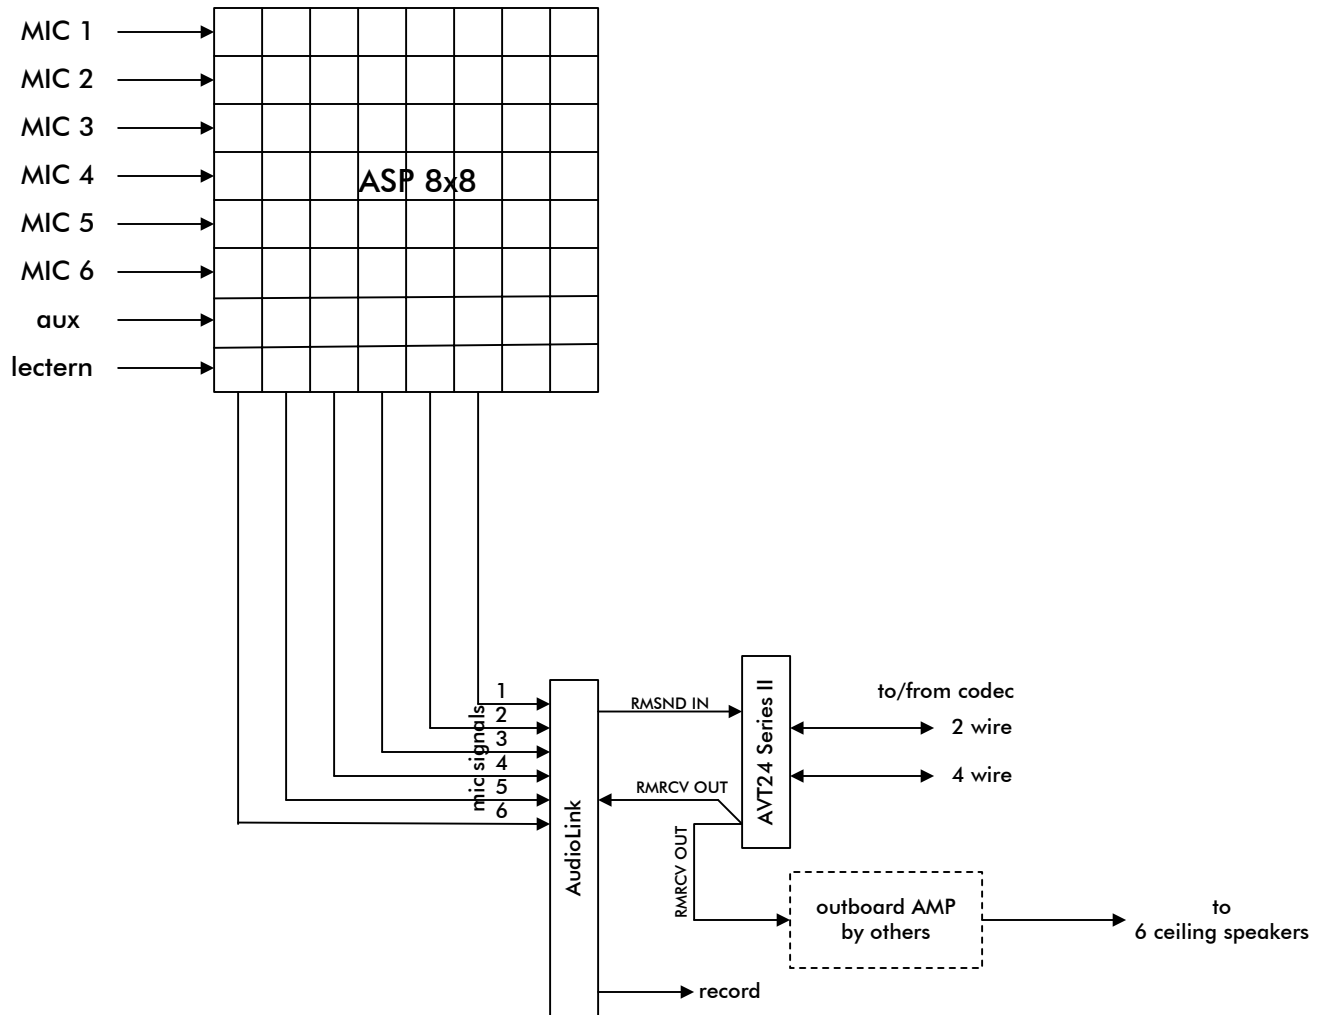 MIC 1
MIC 2
MIC 3
MIC 4
ASP 8x8
MIC 5
MIC 6
aux
lectern
mic signals
1
2
3
4
5
6
AudioLink
RMSND IN
RMRCV OUT
RMRCV OUT
AVT24 Series II
to/from codec
2 wire
4 wire
outboard AMP
by others
to
6 ceiling speakers
record